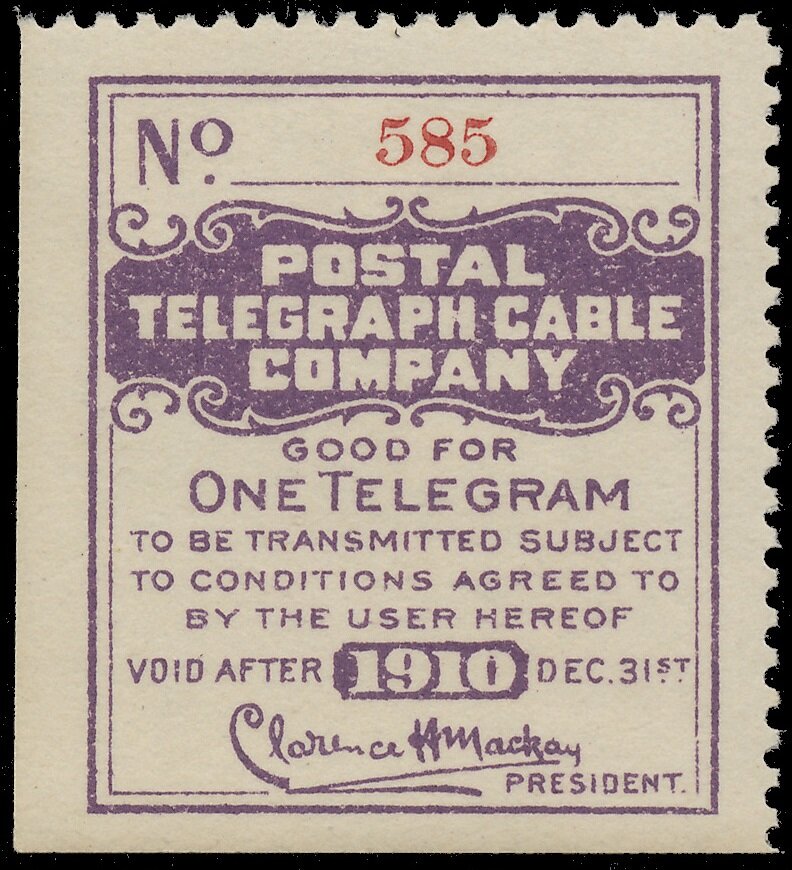 Nº 585
POSTAL
TELEGRAPH-CABLE
COMPANY
GOOD FOR
ONE TELEGRAM
TO BE TRANSMITTED SUBJECT
TO CONDITIONS AGREED TO
BY THE USER HEREOF
VOID AFTER 1910 DEC. 31ST
Clarence H Mackay
PRESIDENT.